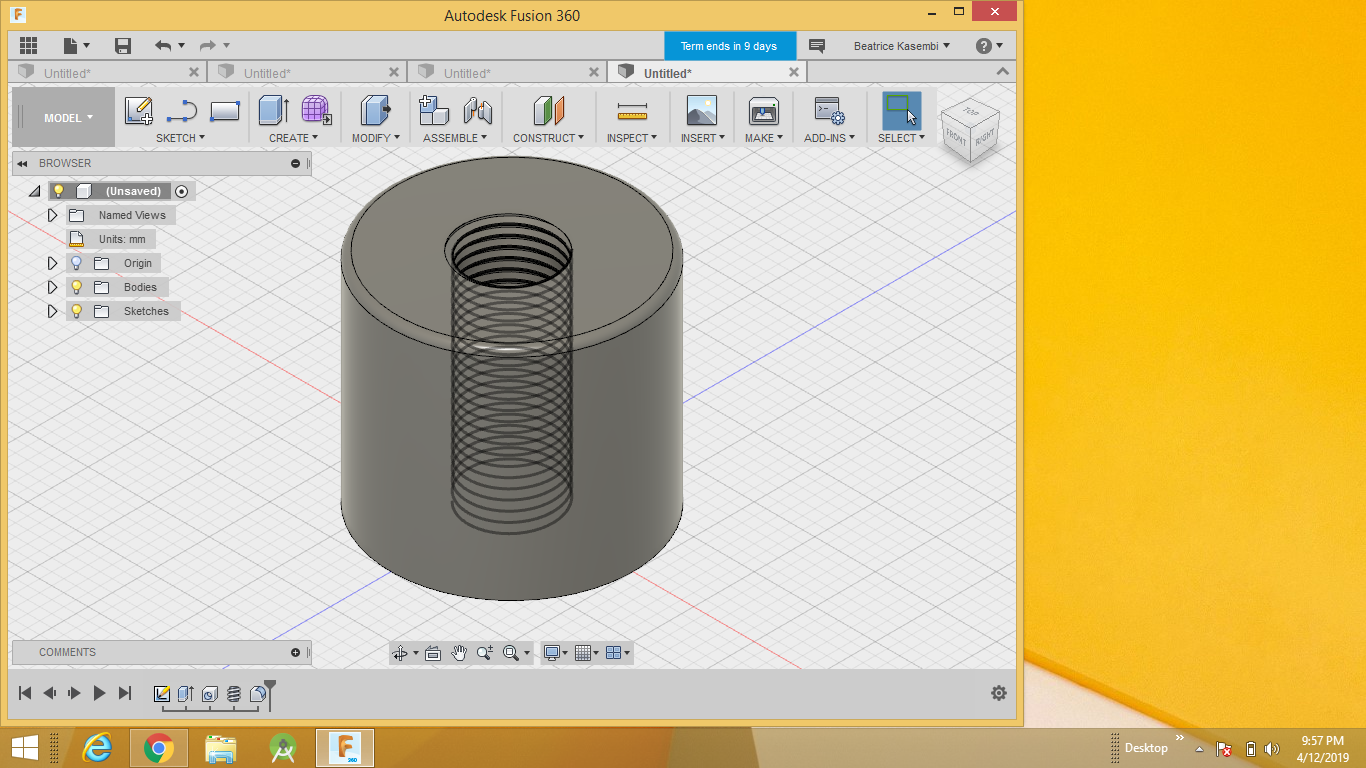 Autodesk Fusion 360
Term ends in 9 days
Beatrice Kasembi
Untitled*
Untitled*
Untitled*
Untitled*
MODEL
SKETCH
CREATE
MODIFY
ASSEMBLE
CONSTRUCT
INSPECT
INSERT
MAKE
ADD-INS
SELECT
TOP
FRONT
RIGHT
BROWSER
(Unsaved)
Named Views
Units: mm
Origin
Bodies
Sketches
COMMENTS
360
Desktop
9:57 PM
4/12/2019